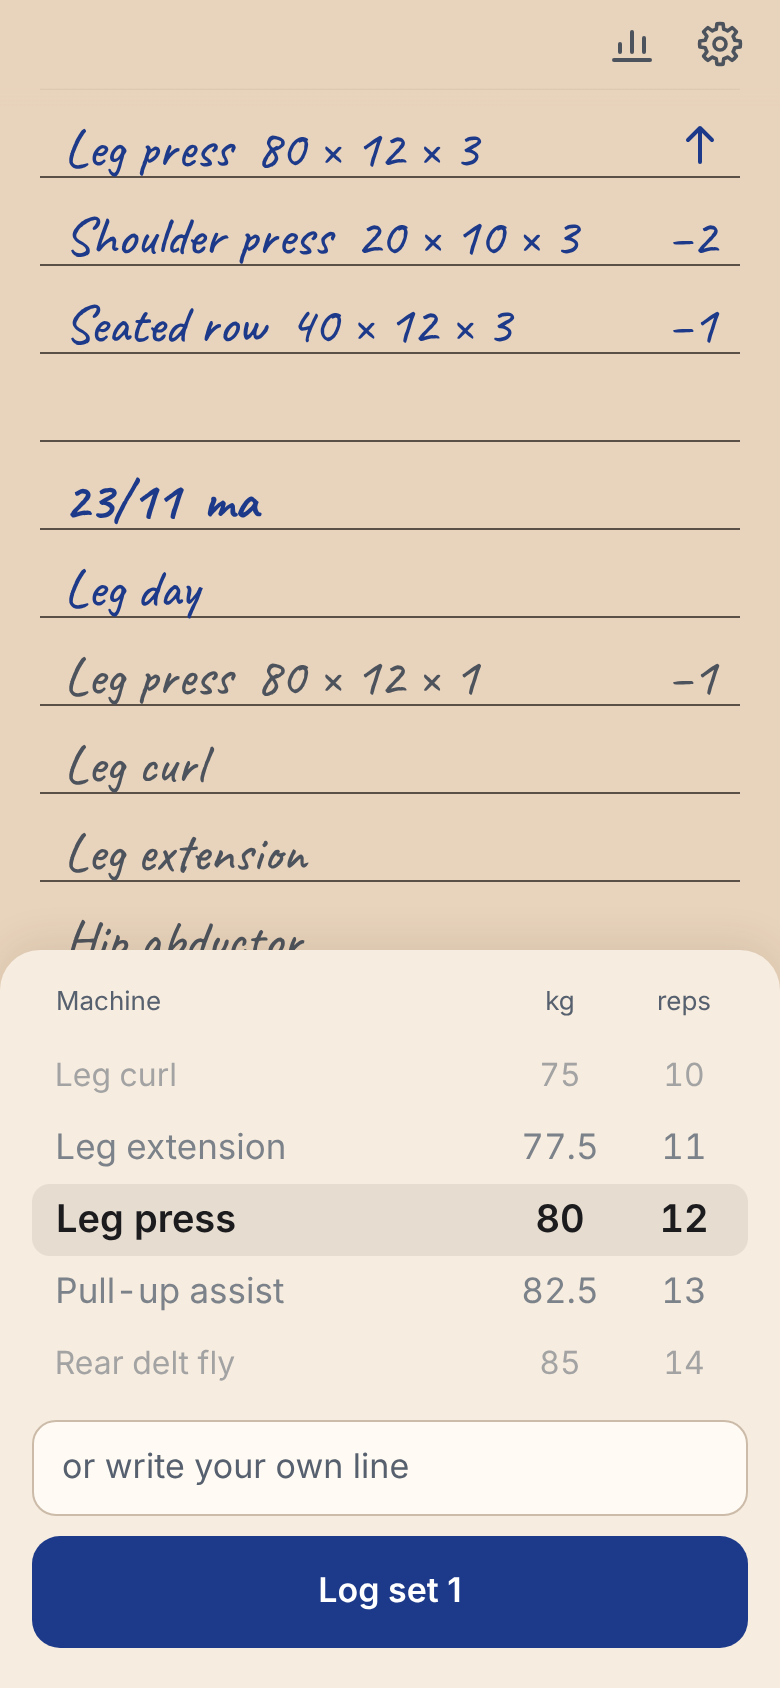 Leg press 80 × 12 × 3 ↑
Shoulder press 20 × 10 × 3 –2
Seated row 40 × 12 × 3 –1
23/11 ma
Leg day
Leg press 80 × 12 × 1 –1
Leg curl
Leg extension
Hip abductor
Machine kg reps
Leg curl 75 10
Leg extension 77.5 11
Leg press 80 12
Pull-up assist 82.5 13
Rear delt fly 85 14
or write your own line
Log set 1